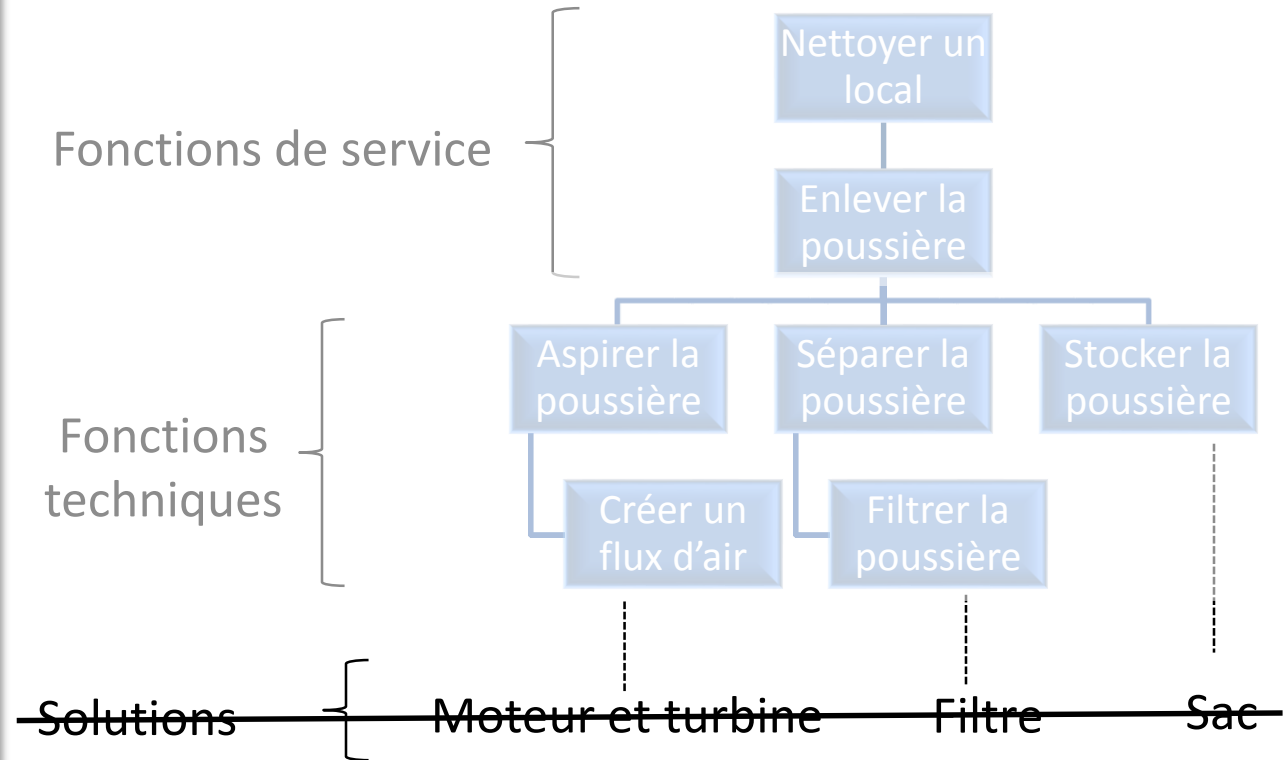 Nettoyer un
local
Fonctions de service
Enlever la
poussière
Aspirer la
poussière
Séparer la
poussière
Stocker la
poussière
Fonctions
techniques
Créer un
flux d’air
Filtrer la
poussière
Solutions
Moteur et turbine
Filtre
Sac